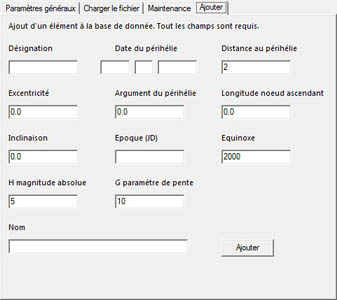 Paramètres généraux Charger le fichier Maintenance Ajouter
Ajout d'un élément à la base de donnée. Tout les champs sont requis.
Désignation Date du périhélie Distance au périhélie
2
Excentricité Argument du périhélie Longitude noeud ascendant
0.0 0.0 0.0
Inclinaison Epoque (JD) Equinoxe
0.0 2000
H magnitude absolue G paramètre de pente
5 10
Nom
Ajouter